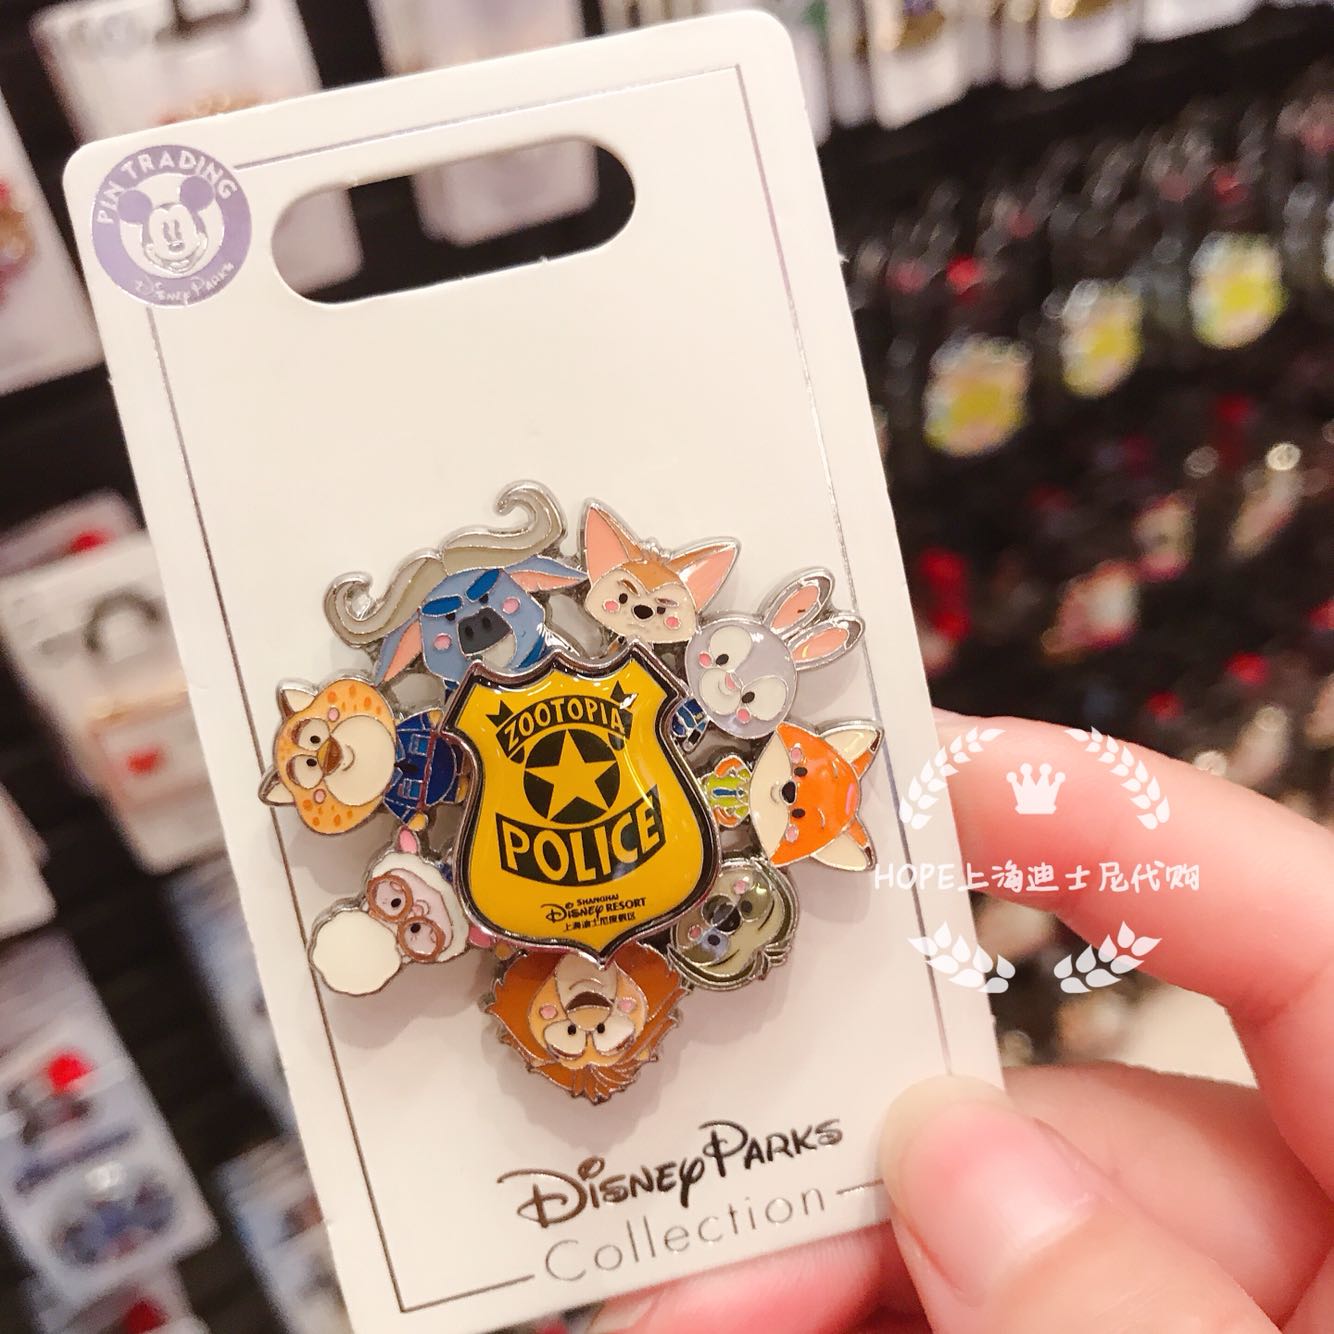 PIN TRADING
Disney Parks
ZOOTOPIA
POLICE
© SHANGHAI
Disney RESORT
上海迪士尼度假区
HOPE上海迪士尼代购
Disney Parks
Collection